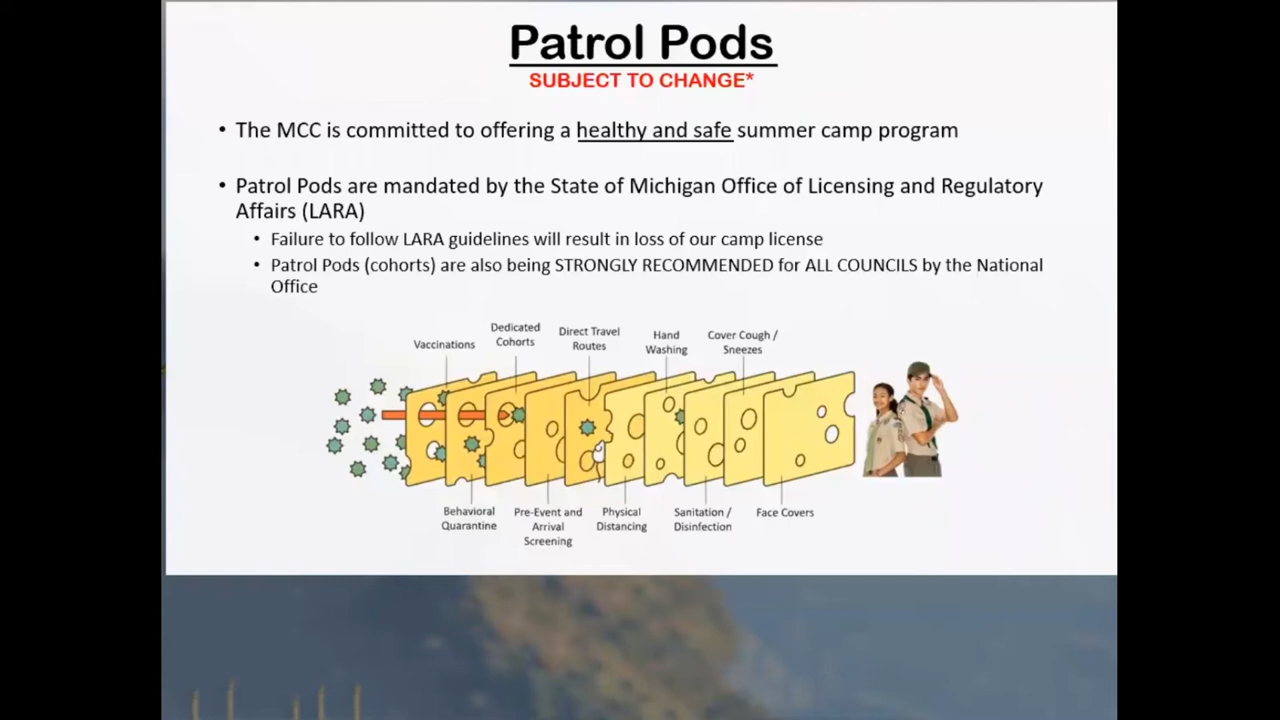 Patrol Pods
SUBJECT TO CHANGE*
• The MCC is committed to offering a healthy and safe summer camp program
• Patrol Pods are mandated by the State of Michigan Office of Licensing and Regulatory
Affairs (LARA)
• Failure to follow LARA guidelines will result in loss of our camp license
• Patrol Pods (cohorts) are also being STRONGLY RECOMMENDED for ALL COUNCILS by the National
Office
Vaccinations
Dedicated
Cohorts
Direct Travel
Routes
Hand
Washing
Cover Cough /
Sneezes
Behavioral
Quarantine
Pre-Event and
Arrival
Screening
Physical
Distancing
Sanitation /
Disinfection
Face Covers